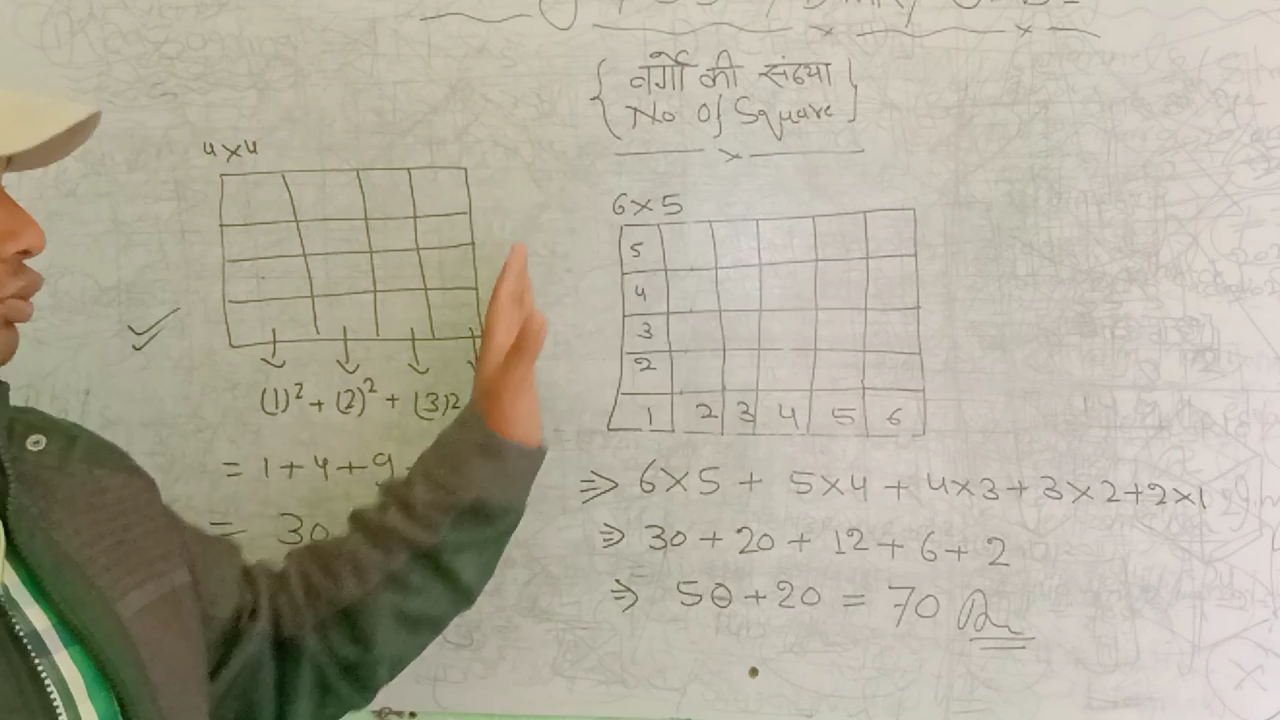 { वर्गो की संख्या }
{ No Of Square }
4×4
(1)² + (2)² + (3)2
= 1+4+9
= 30
6×5
5
4
3
2
1 2 3 4 5 6
⇒ 6×5 + 5×4 + 4×3+3×2+2×1
⇒ 30 + 20 + 12 + 6 + 2
⇒ 50+20 = 70